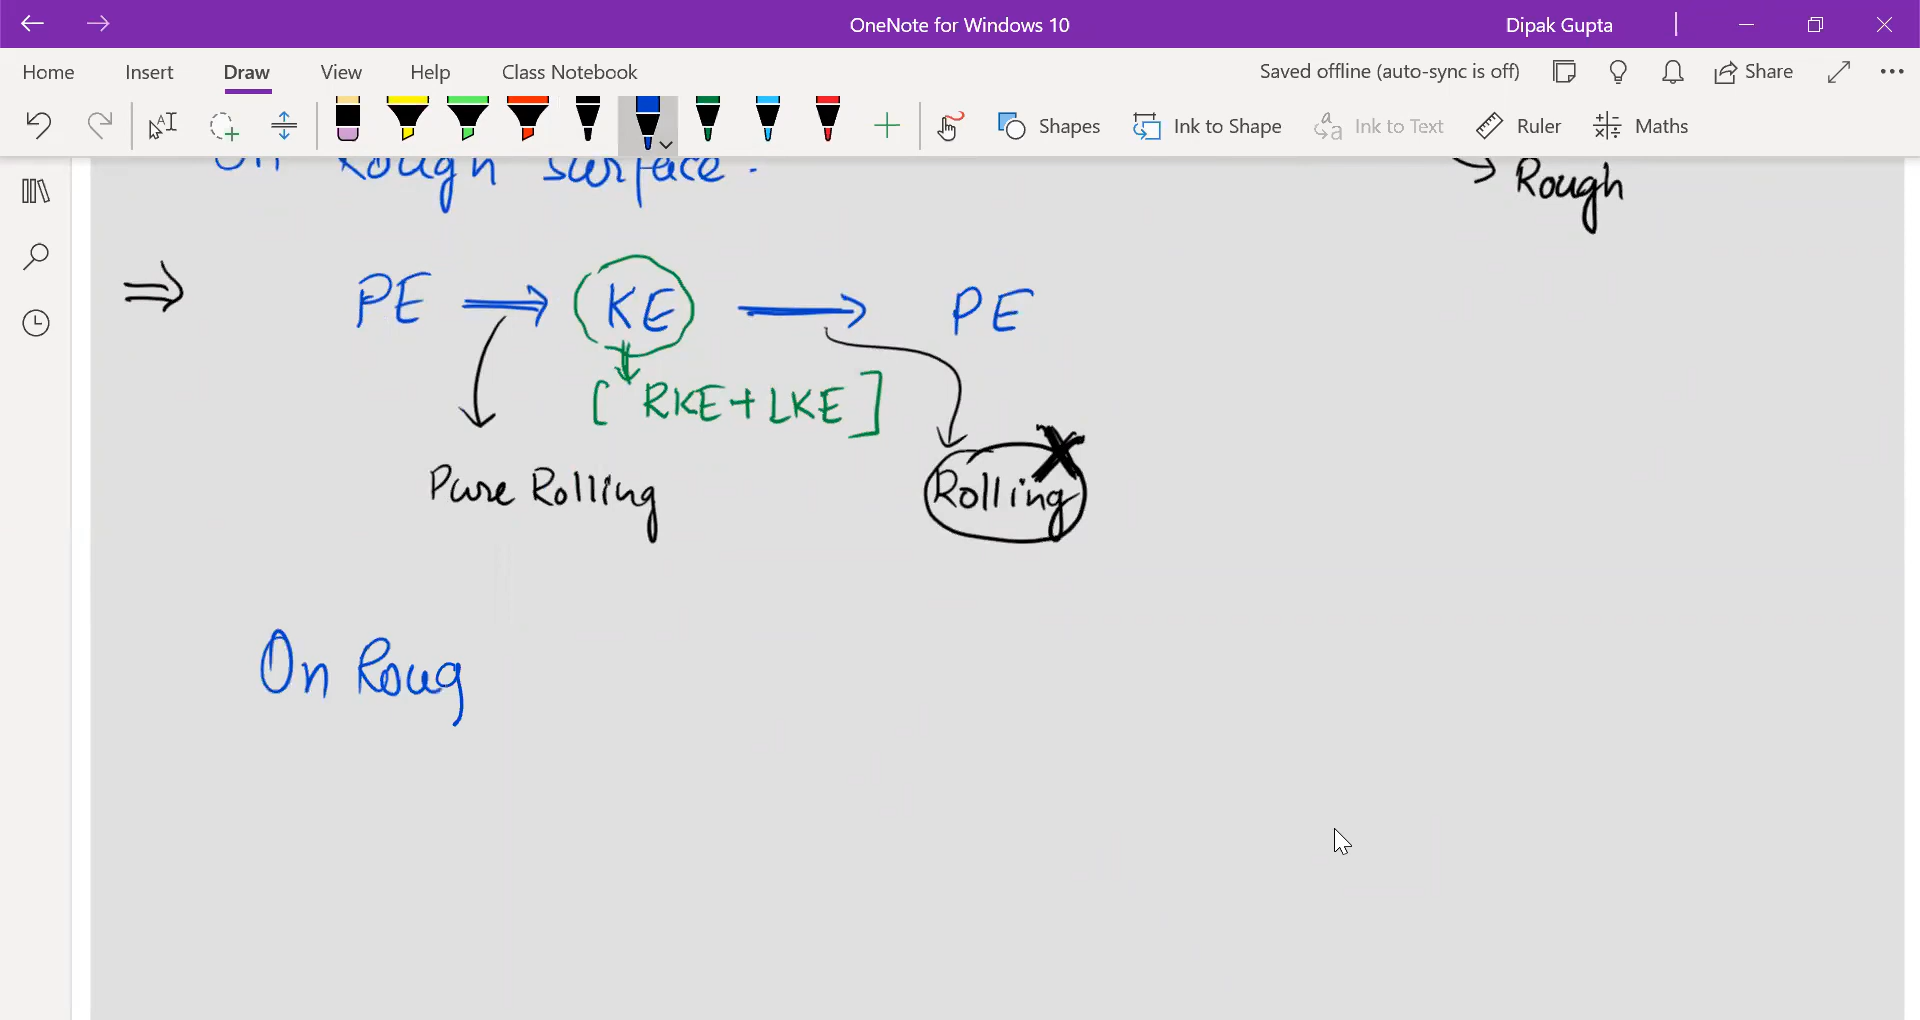 OneNote for Windows 10
Dipak Gupta
Home Insert Draw View Help Class Notebook
Saved offline (auto-sync is off) Share
Shapes Ink to Shape Ink to Text Ruler Maths
On Rough surface.
Rough
⇒ PE ⇒ KE → PE
[RKE+LKE]
Pure Rolling
Rolling
On Roug